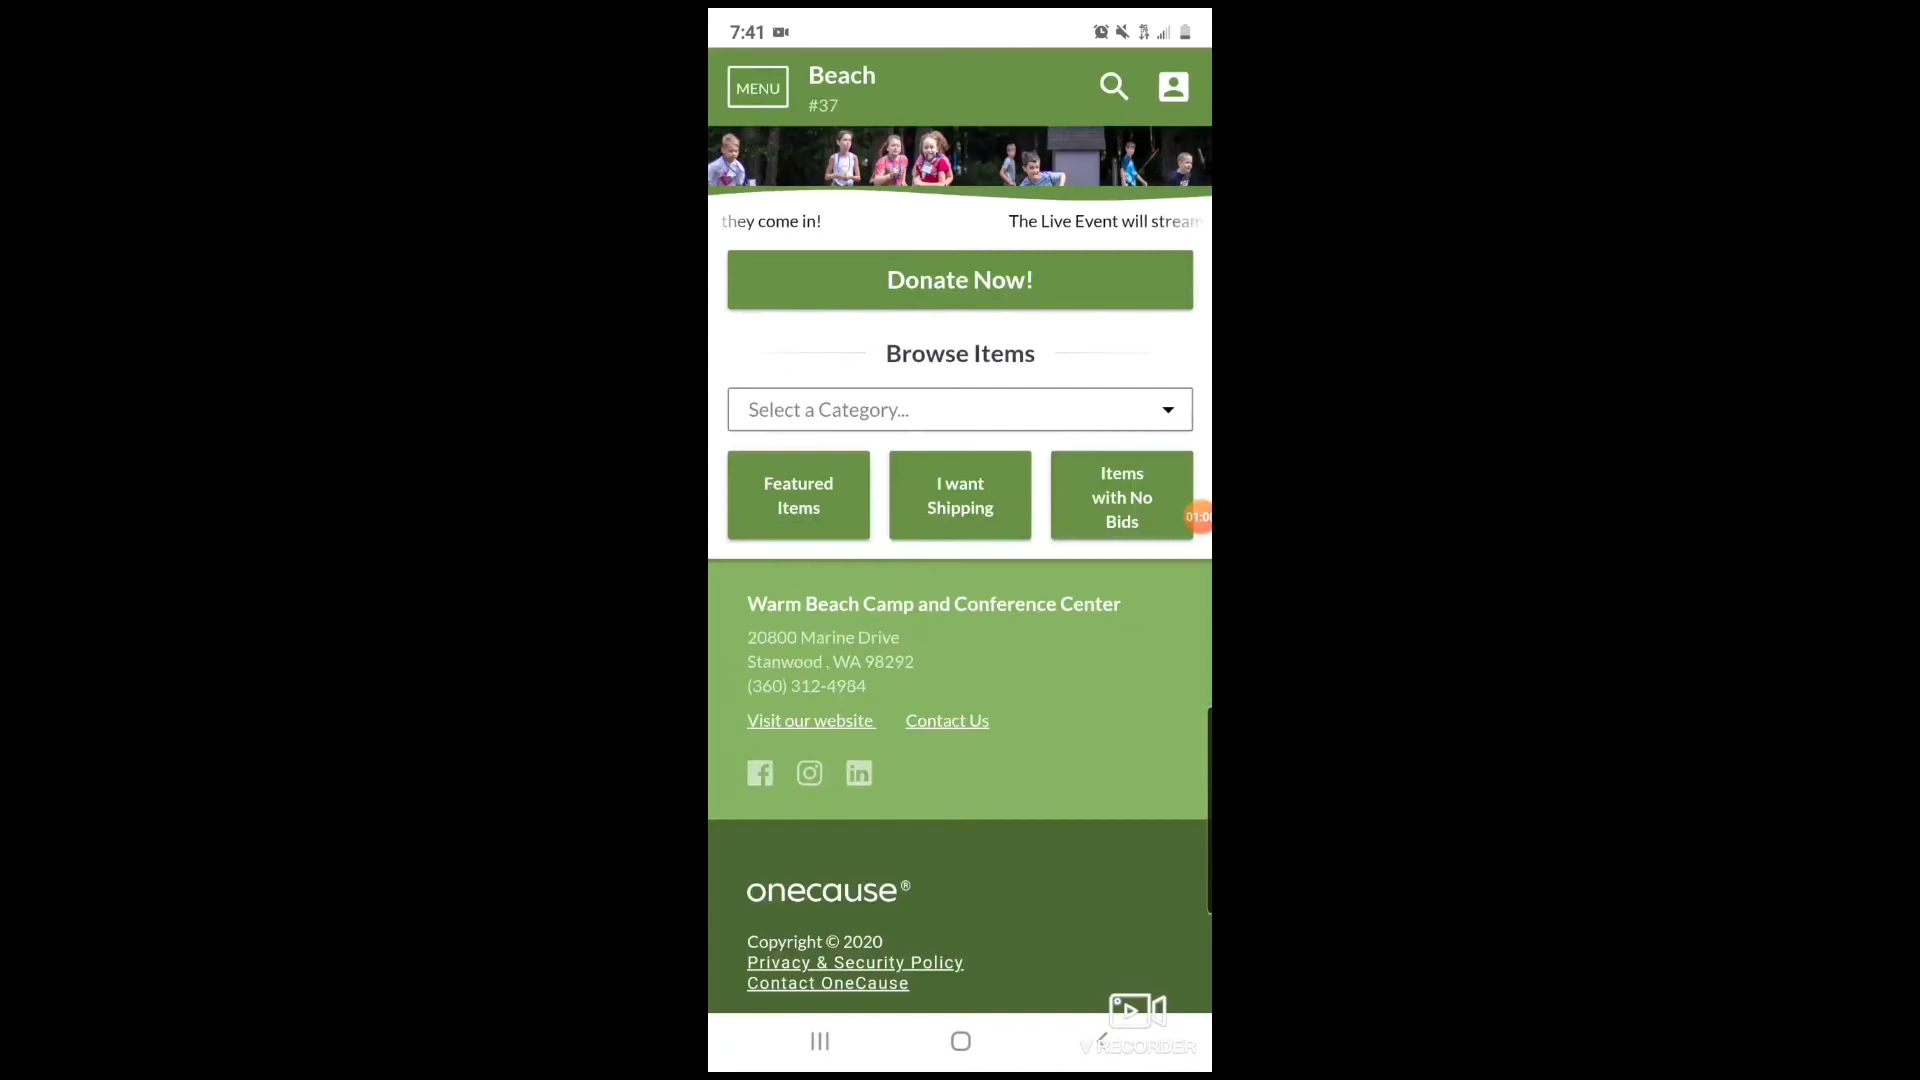 7:41
MENU
Beach
#37
they come in!
The Live Event will stream
Donate Now!
Browse Items
Select a Category...
Featured
Items
I want
Shipping
Items
with No
Bids
Warm Beach Camp and Conference Center
20800 Marine Drive
Stanwood , WA 98292
(360) 312-4984
Visit our website
Contact Us
onecause®
Copyright © 2020
Privacy & Security Policy
Contact OneCause
V RECORDER